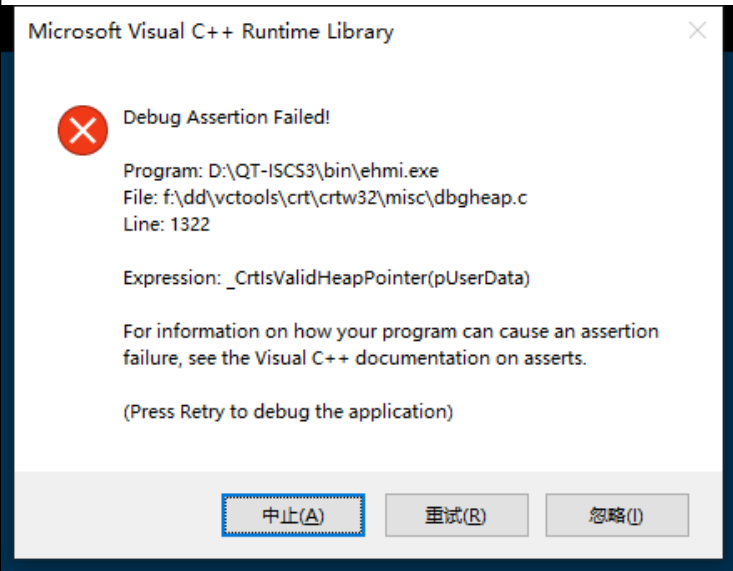 Microsoft Visual C++ Runtime Library
Debug Assertion Failed!
Program: D:\QT-ISCS3\bin\ehmi.exe
File: f:\dd\vctools\crt\crtw32\misc\dbgheap.c
Line: 1322
Expression: _CrtIsValidHeapPointer(pUserData)
For information on how your program can cause an assertion
failure, see the Visual C++ documentation on asserts.
(Press Retry to debug the application)
中止(A) 重试(R) 忽略(I)